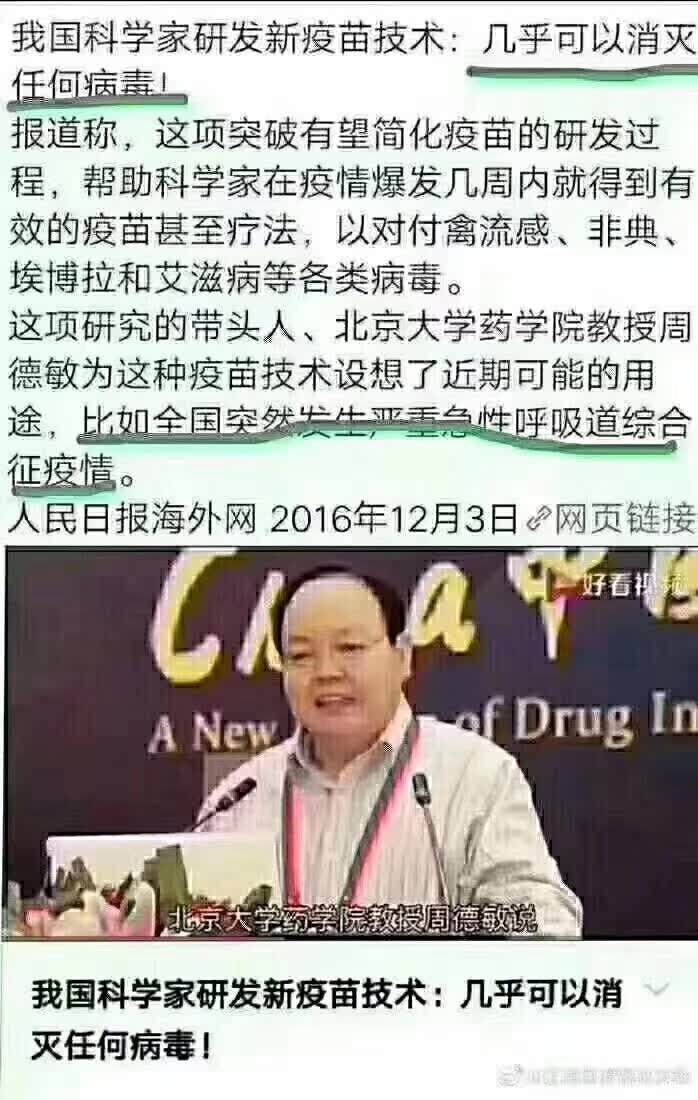 我国科学家研发新疫苗技术：几乎可以消灭
任何病毒！
报道称，这项突破有望简化疫苗的研发过
程，帮助科学家在疫情爆发几周内就得到有
效的疫苗甚至疗法，以对付禽流感、非典、
埃博拉和艾滋病等各类病毒。
这项研究的带头人、北京大学药学院教授周
德敏为这种疫苗技术设想了近期可能的用
途，比如全国突然发生严重急性呼吸道综合
征疫情。
人民日报海外网 2016年12月3日 网页链接
好看视频
A New of Drug In
北京大学药学院教授周德敏说
我国科学家研发新疫苗技术：几乎可以消
灭任何病毒！